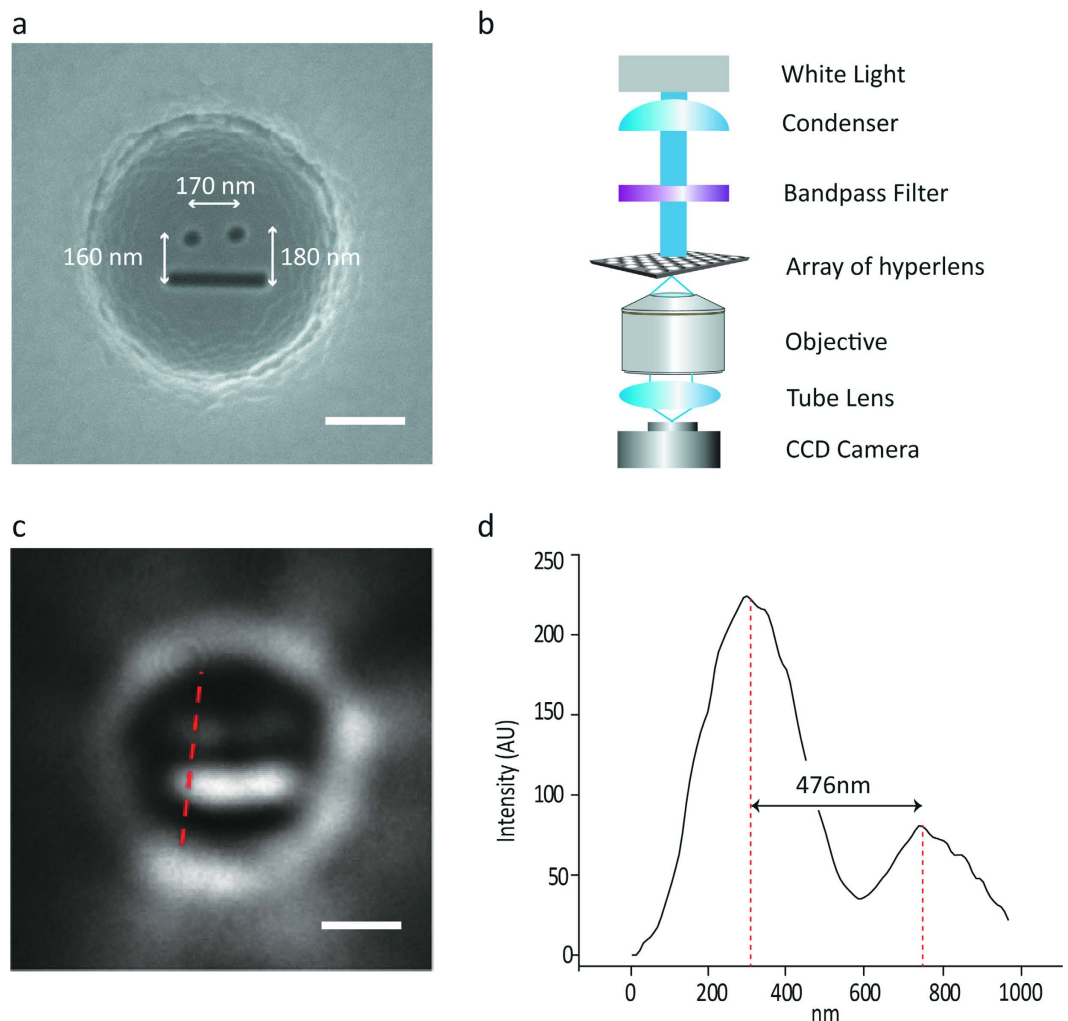 a
170 nm
160 nm
180 nm
b
White Light
Condenser
Bandpass Filter
Array of hyperlens
Objective
Tube Lens
CCD Camera
c
d
250
200
150
100
50
0
Intensity (AU)
476nm
0 200 400 600 800 1000
nm